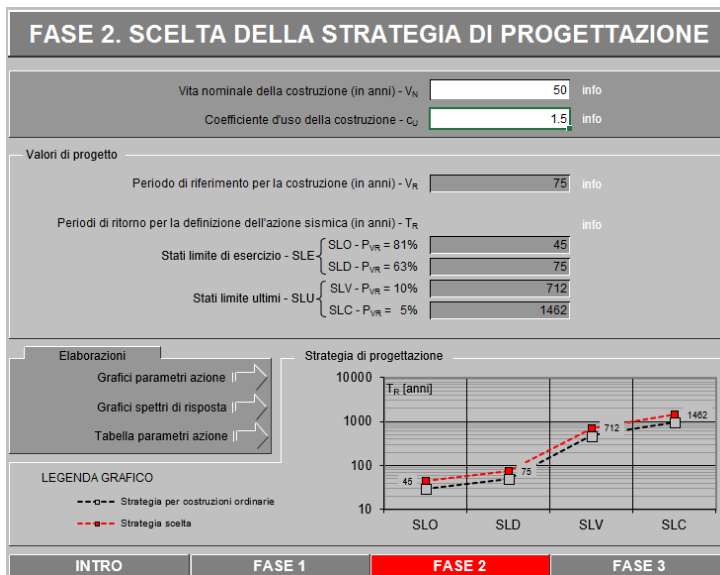 FASE 2. SCELTA DELLA STRATEGIA DI PROGETTAZIONE
Vita nominale della costruzione (in anni) - VN 50 info
Coefficiente d'uso della costruzione - cU 1.5 info
Valori di progetto
Periodo di riferimento per la costruzione (in anni) - VR 75 info
Periodi di ritorno per la definizione dell'azione sismica (in anni) - TR info
Stati limite di esercizio - SLE
SLO - PVR = 81% 45
SLD - PVR = 63% 75
Stati limite ultimi - SLU
SLV - PVR = 10% 712
SLC - PVR = 5% 1462
Elaborazioni
Grafici parametri azione
Grafici spettri di risposta
Tabella parametri azione
LEGENDA GRAFICO
Strategia per costruzioni ordinarie
Strategia scelta
Strategia di progettazione
TR [anni]
10000
1000
100
10
45
75
712
1462
SLO SLD SLV SLC
INTRO FASE 1 FASE 2 FASE 3